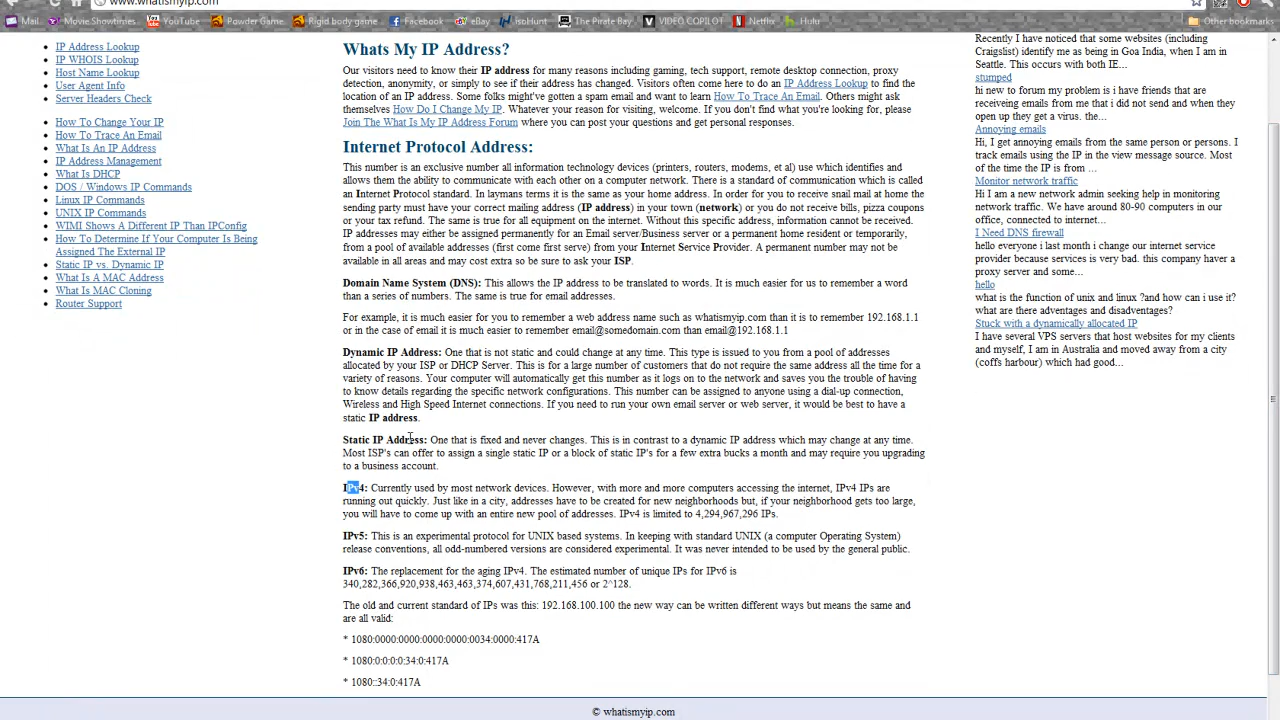 www.whatismyip.com
Mail
Movie Showtimes
YouTube
Powder Game
Rigid body game
Facebook
eBay
isoHunt
The Pirate Bay
VIDEO COPILOT
Netflix
Hulu
Other bookmarks
IP Address Lookup
IP WHOIS Lookup
Host Name Lookup
User Agent Info
Server Headers Check
How To Change Your IP
How To Trace An Email
What Is An IP Address
IP Address Management
What Is DHCP
DOS / Windows IP Commands
Linux IP Commands
UNIX IP Commands
WIMI Shows A Different IP Than IPConfig
How To Determine If Your Computer Is Being
Assigned The External IP
Static IP vs. Dynamic IP
What Is A MAC Address
What Is MAC Cloning
Router Support
Whats My IP Address?
Our visitors need to know their IP address for many reasons including gaming, tech support, remote desktop connection, proxy
detection, anonymity, or simply to see if their address has changed. Visitors often come here to do an IP Address Lookup to find the
location of an IP address. Some folks might've gotten a spam email and want to learn How To Trace An Email. Others might ask
themselves How Do I Change My IP. Whatever your reason for visiting, welcome. If you don't find what you're looking for, please
Join The What Is My IP Address Forum where you can post your questions and get personal responses.
Internet Protocol Address:
This number is an exclusive number all information technology devices (printers, routers, modems, et al) use which identifies and
allows them the ability to communicate with each other on a computer network. There is a standard of communication which is called
an Internet Protocol standard. In laymans terms it is the same as your home address. In order for you to receive snail mail at home the
sending party must have your correct mailing address (IP address) in your town (network) or you do not receive bills, pizza coupons
or your tax refund. The same is true for all equipment on the internet. Without this specific address, information cannot be received.
IP addresses may either be assigned permanently for an Email server/Business server or a permanent home resident or temporarily,
from a pool of available addresses (first come first serve) from your Internet Service Provider. A permanent number may not be
available in all areas and may cost extra so be sure to ask your ISP.
Domain Name System (DNS): This allows the IP address to be translated to words. It is much easier for us to remember a word
than a series of numbers. The same is true for email addresses.
For example, it is much easier for you to remember a web address name such as whatismyip.com than it is to remember 192.168.1.1
or in the case of email it is much easier to remember email@somedomain.com than email@192.168.1.1
Dynamic IP Address: One that is not static and could change at any time. This type is issued to you from a pool of addresses
allocated by your ISP or DHCP Server. This is for a large number of customers that do not require the same address all the time for a
variety of reasons. Your computer will automatically get this number as it logs on to the network and saves you the trouble of having
to know details regarding the specific network configurations. This number can be assigned to anyone using a dial-up connection,
Wireless and High Speed Internet connections. If you need to run your own email server or web server, it would be best to have a
static IP address.
Static IP Address: One that is fixed and never changes. This is in contrast to a dynamic IP address which may change at any time.
Most ISP's can offer to assign a single static IP or a block of static IP's for a few extra bucks a month and may require you upgrading
to a business account.
IPv4: Currently used by most network devices. However, with more and more computers accessing the internet, IPv4 IPs are
running out quickly. Just like in a city, addresses have to be created for new neighborhoods but, if your neighborhood gets too large,
you will have to come up with an entire new pool of addresses. IPv4 is limited to 4,294,967,296 IPs.
IPv5: This is an experimental protocol for UNIX based systems. In keeping with standard UNIX (a computer Operating System)
release conventions, all odd-numbered versions are considered experimental. It was never intended to be used by the general public.
IPv6: The replacement for the aging IPv4. The estimated number of unique IPs for IPv6 is
340,282,366,920,938,463,463,374,607,431,768,211,456 or 2^128.
The old and current standard of IPs was this: 192.168.100.100 the new way can be written different ways but means the same and
are all valid:
* 1080:0000:0000:0000:0000:0034:0000:417A
* 1080:0:0:0:0:34:0:417A
* 1080::34:0:417A
Recently I have noticed that some websites (including
Craigslist) identify me as being in Goa India, when I am in
Seattle. This occurs with both IE...
stumped
hi new to forum my problem is i have friends that are
receiving emails from me that i did not send and when they
open up they get a virus. the...
Annoying emails
Hi, I get annoying emails from the same person or persons. I
track emails using the IP in the view message source. Most
of the time the IP is from ...
Monitor network traffic
Hi I am a new network admin seeking help in monitoring
network traffic. We have around 80-90 computers in our
office, connected to internet...
I Need DNS firewall
hello everyone i last month i change our internet service
provider because services is very bad. this company haver a
proxy server and some...
hello
what is the function of unix and linux ?and how can i use it?
what are there adventages and disadventages?
Stuck with a dynamically allocated IP
I have several VPS servers that host websites for my clients
and myself, I am in Australia and moved away from a city
(coffs harbour) which had good...
© whatismyip.com